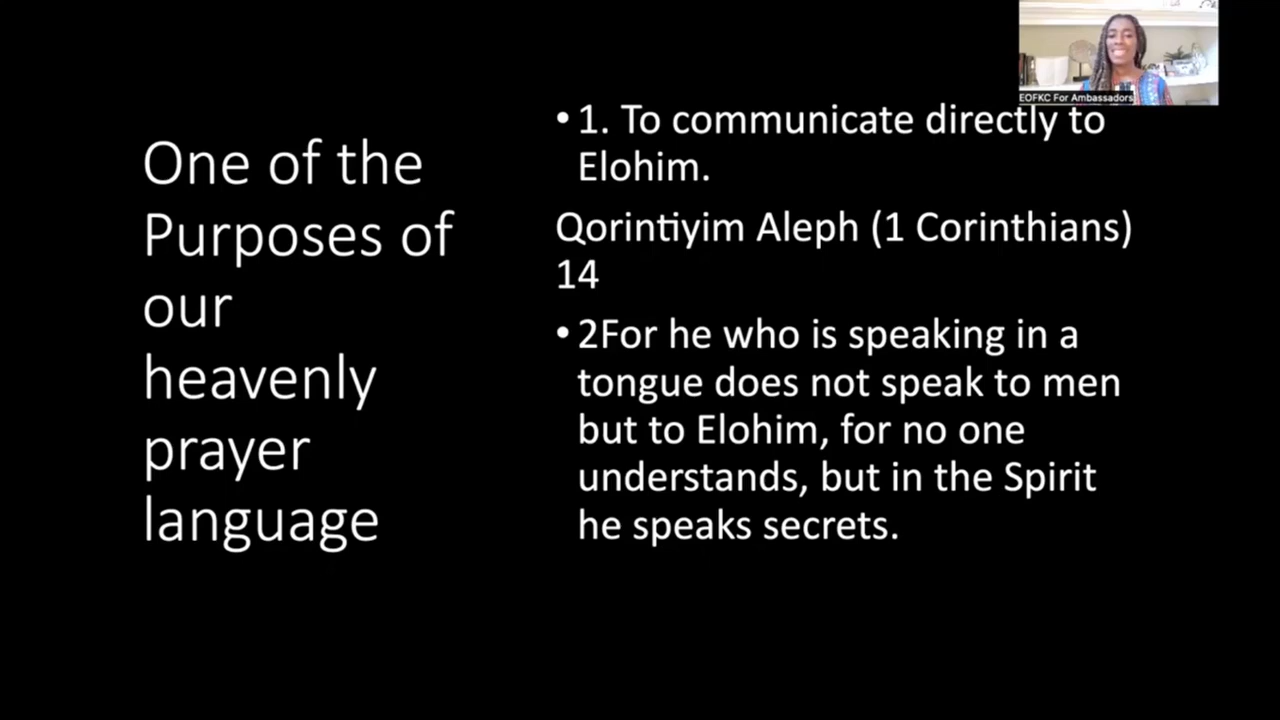 One of the
Purposes of
our
heavenly
prayer
language
• 1. To communicate directly to
Elohim.
Qorintiyim Aleph (1 Corinthians)
14
• 2For he who is speaking in a
tongue does not speak to men
but to Elohim, for no one
understands, but in the Spirit
he speaks secrets.
EOFKC For Ambassadors